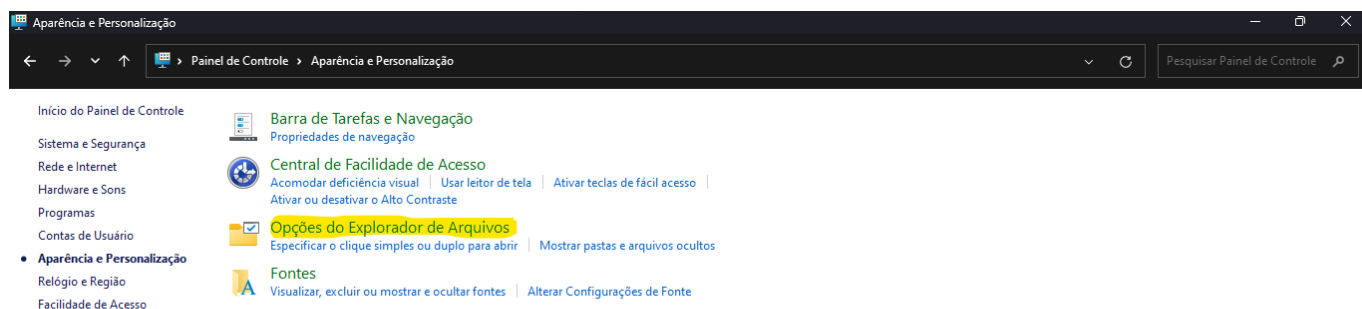 Aparência e Personalização
Painel de Controle > Aparência e Personalização
Pesquisar Painel de Controle
Início do Painel de Controle
Sistema e Segurança
Rede e Internet
Hardware e Sons
Programas
Contas de Usuário
Aparência e Personalização
Relógio e Região
Facilidade de Acesso
Barra de Tarefas e Navegação
Propriedades de navegação
Central de Facilidade de Acesso
Acomodar deficiência visual | Usar leitor de tela | Ativar teclas de fácil acesso |
Ativar ou desativar o Alto Contraste
Opções do Explorador de Arquivos
Especificar o clique simples ou duplo para abrir | Mostrar pastas e arquivos ocultos
Fontes
Visualizar, excluir ou mostrar e ocultar fontes | Alterar Configurações de Fonte